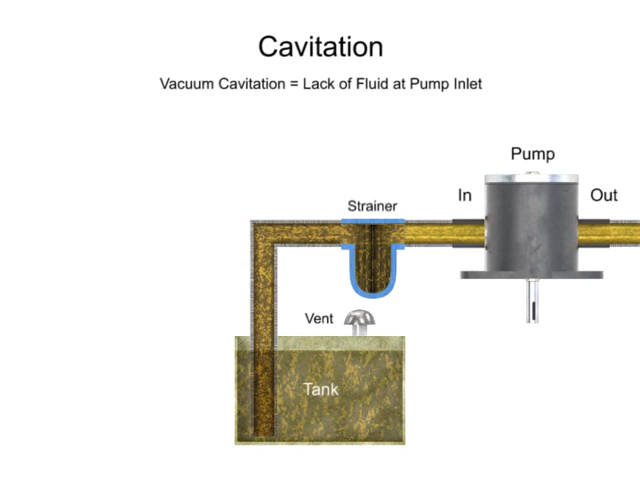 Cavitation
Vacuum Cavitation = Lack of Fluid at Pump Inlet
Pump
In
Out
Strainer
Vent
Tank